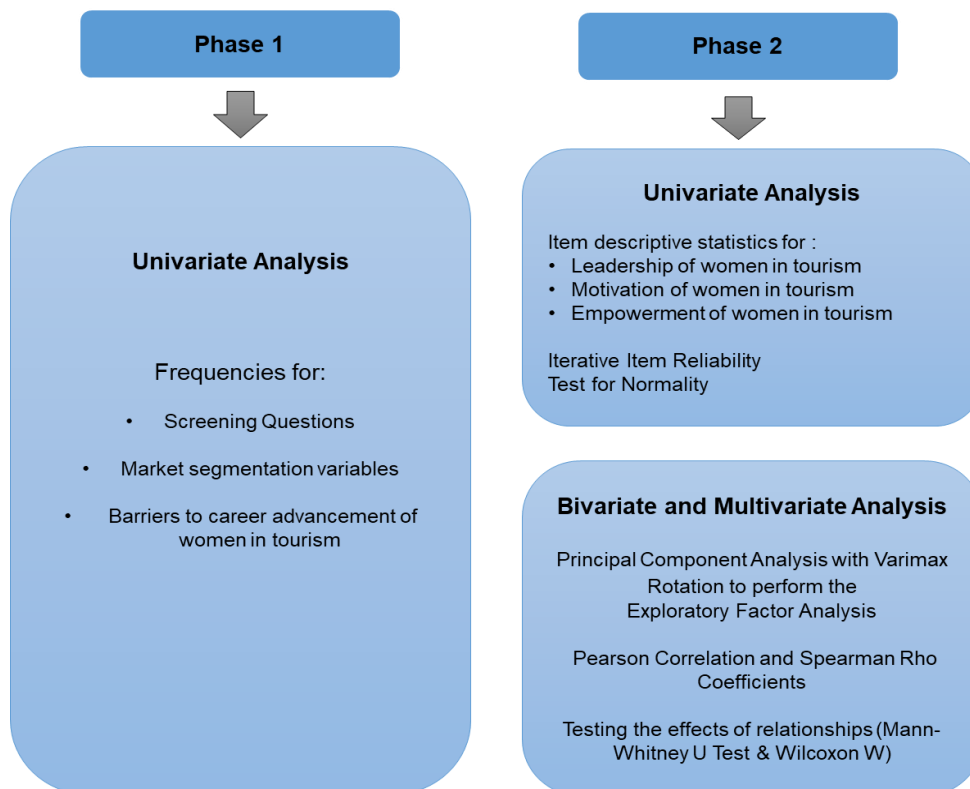 Phase 1
Univariate Analysis
Frequencies for:
• Screening Questions
• Market segmentation variables
• Barriers to career advancement of
women in tourism
Phase 2
Univariate Analysis
Item descriptive statistics for :
• Leadership of women in tourism
• Motivation of women in tourism
• Empowerment of women in tourism
Iterative Item Reliability
Test for Normality
Bivariate and Multivariate Analysis
Principal Component Analysis with Varimax
Rotation to perform the
Exploratory Factor Analysis
Pearson Correlation and Spearman Rho
Coefficients
Testing the effects of relationships (Mann-
Whitney U Test & Wilcoxon W)